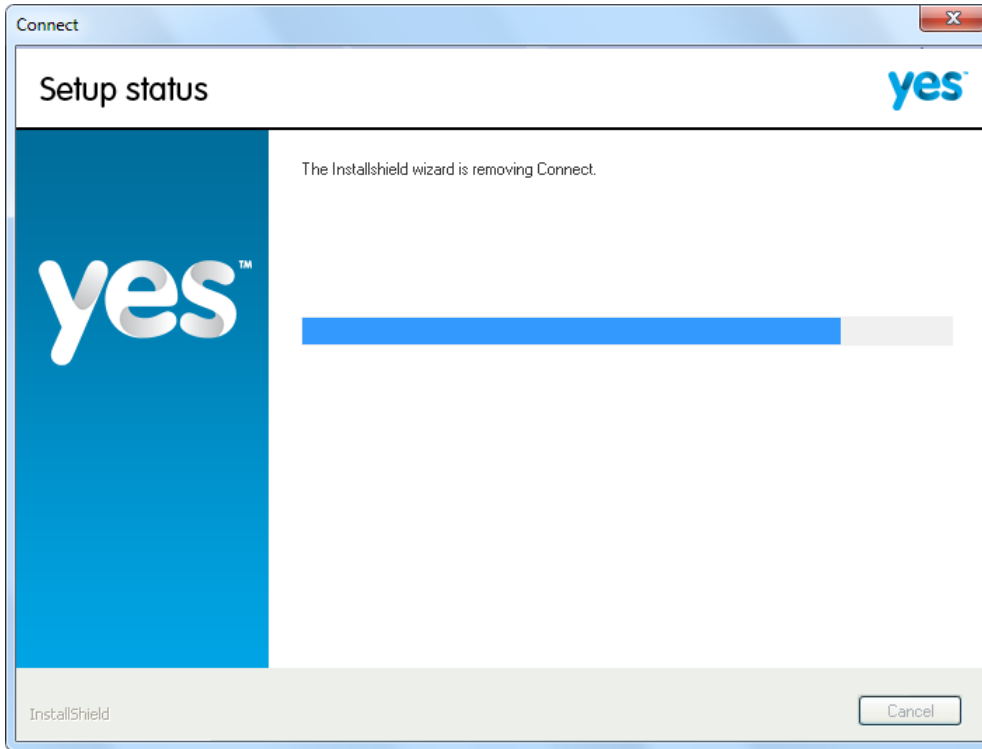 Connect
Setup status
yes™
The Installshield wizard is removing Connect.
yes™
InstallShield
Cancel